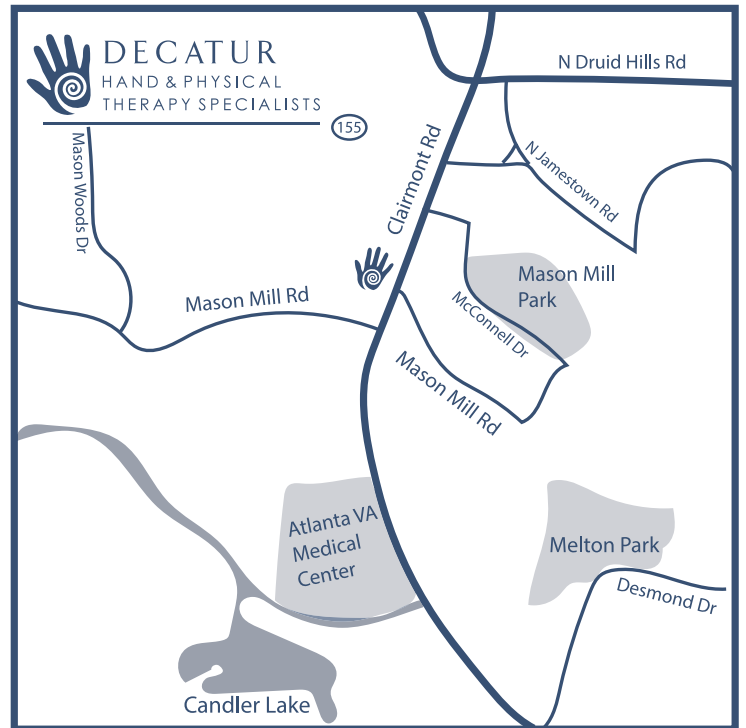 DECATUR
HAND & PHYSICAL
THERAPY SPECIALISTS
N Druid Hills Rd
155
Mason Woods Dr
Clairmont Rd
N Jamestown Rd
Mason Mill
Park
Mason Mill Rd
McConnell Dr
Mason Mill Rd
Atlanta VA
Medical
Center
Melton Park
Desmond Dr
Candler Lake